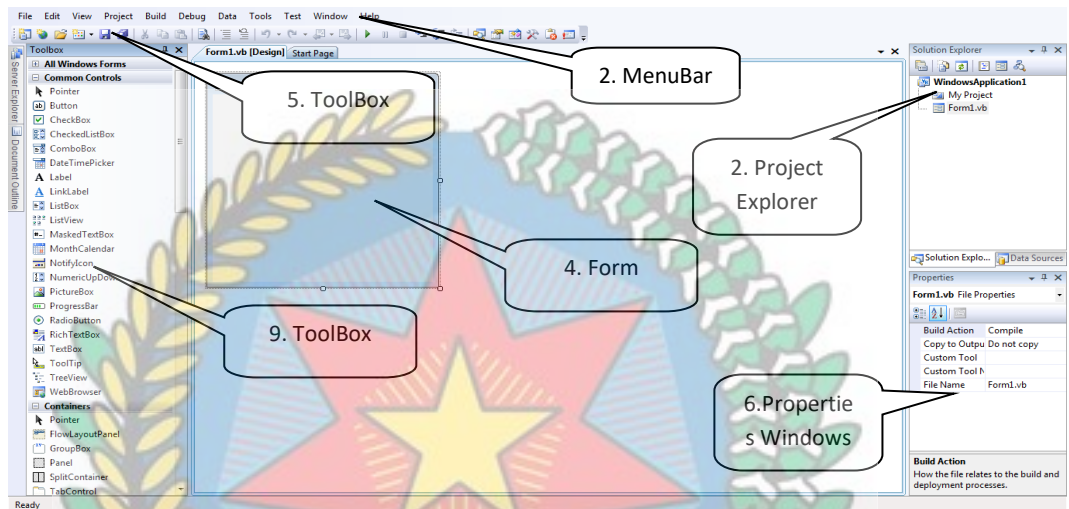 File Edit View Project Build Debug Data Tools Test Window Help
Toolbox
Form1.vb [Design] Start Page
Solution Explorer
Server Explorer
Document Outline
All Windows Forms
Common Controls
Pointer
Button
CheckBox
CheckedListBox
ComboBox
DateTimePicker
Label
LinkLabel
ListBox
ListView
MaskedTextBox
MonthCalendar
NotifyIcon
NumericUpDow
PictureBox
ProgressBar
RadioButton
RichTextBox
TextBox
ToolTip
TreeView
WebBrowser
Containers
Pointer
FlowLayoutPanel
GroupBox
Panel
SplitContainer
TabControl
Ready
5. ToolBox
2. MenuBar
2. Project
Explorer
4. Form
9. ToolBox
6.Propertie
s Windows
WindowsApplication1
My Project
Form1.vb
Solution Explo... Data Sources
Properties
Form1.vb File Properties
Build Action Compile
Copy to Outpu Do not copy
Custom Tool
Custom Tool N
File Name Form1.vb
Build Action
How the file relates to the build and
deployment processes.